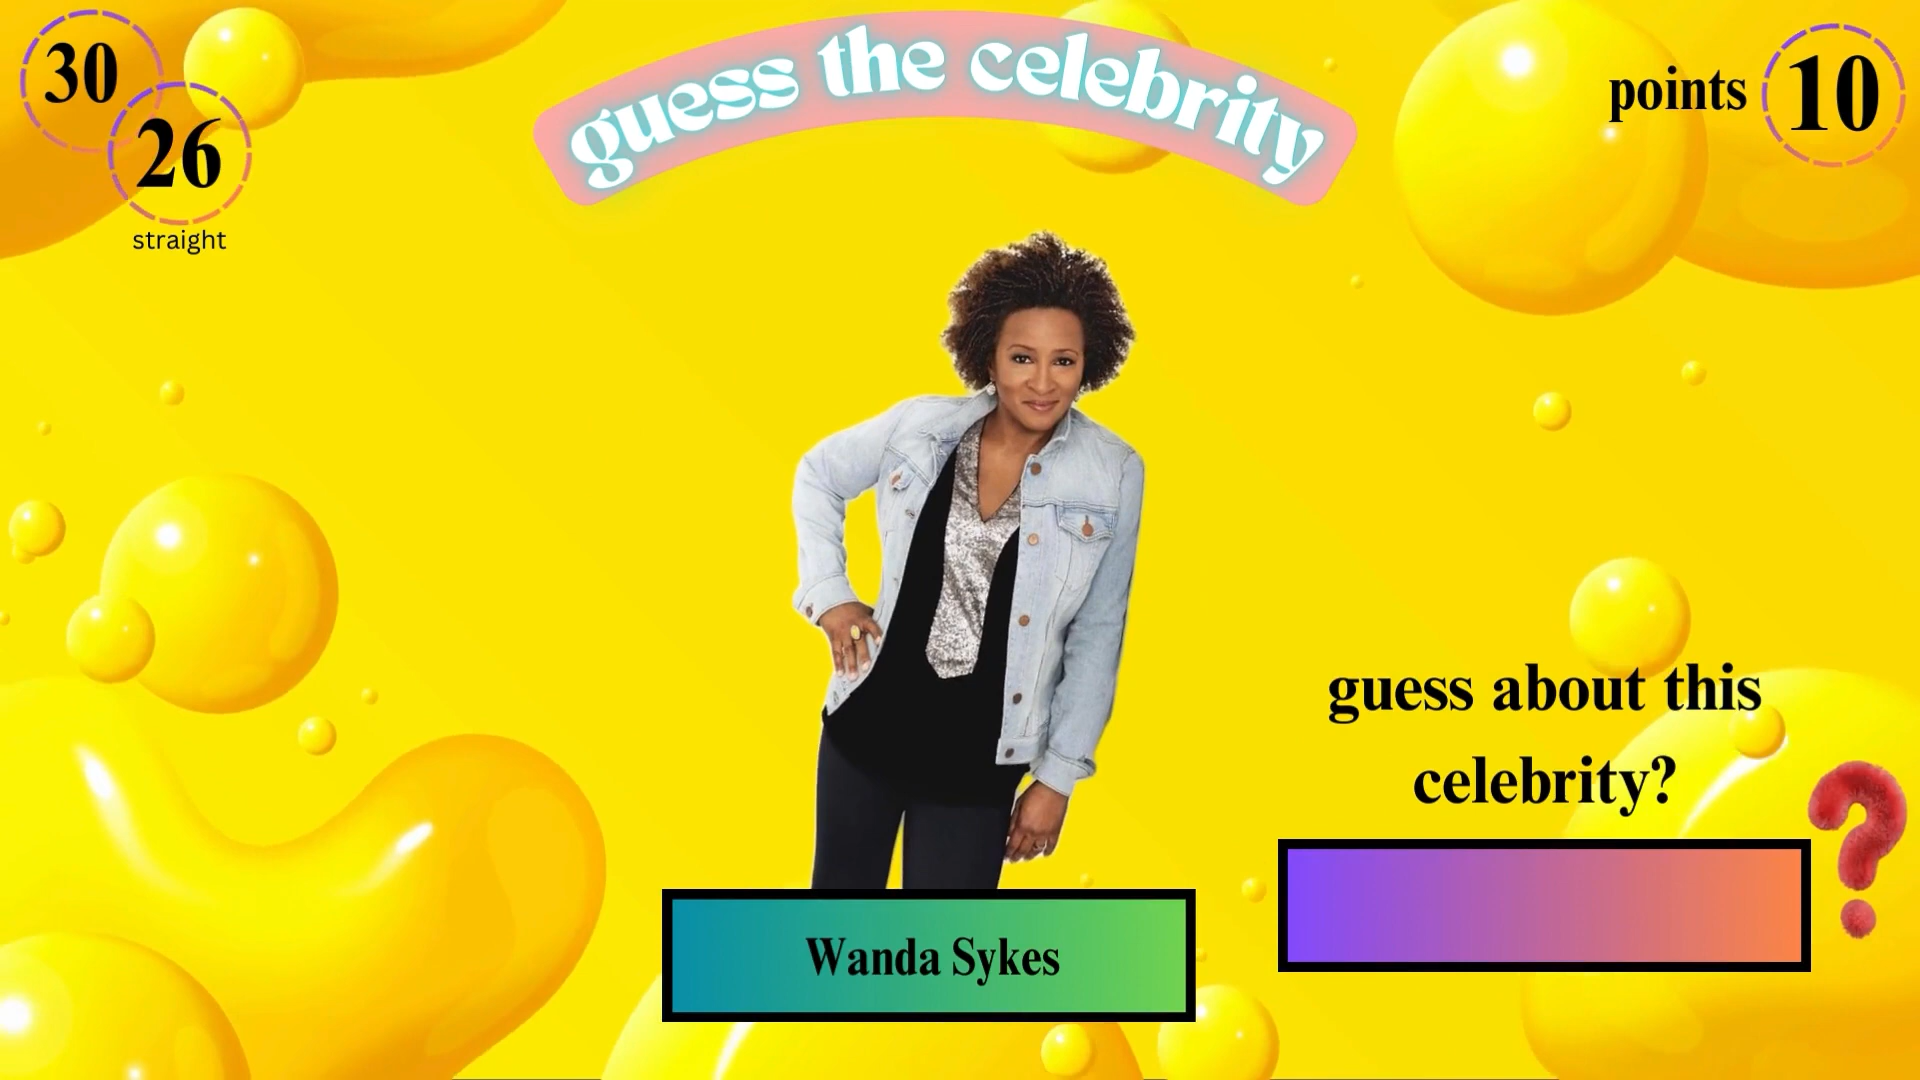 30
26
straight
guess the celebrity
points 10
guess about this
celebrity?
Wanda Sykes